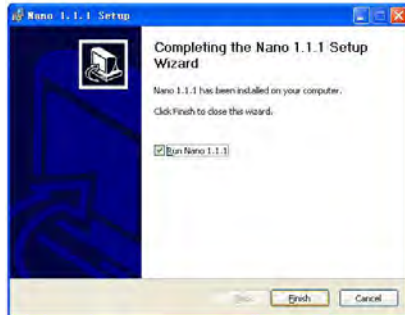 Nano 1.1.1 Setup
Completing the Nano 1.1.1 Setup
Wizard
Nano 1.1.1 has been installed on your computer.
Click Finish to close this wizard.
Run Nano 1.1.1
Finish
Cancel